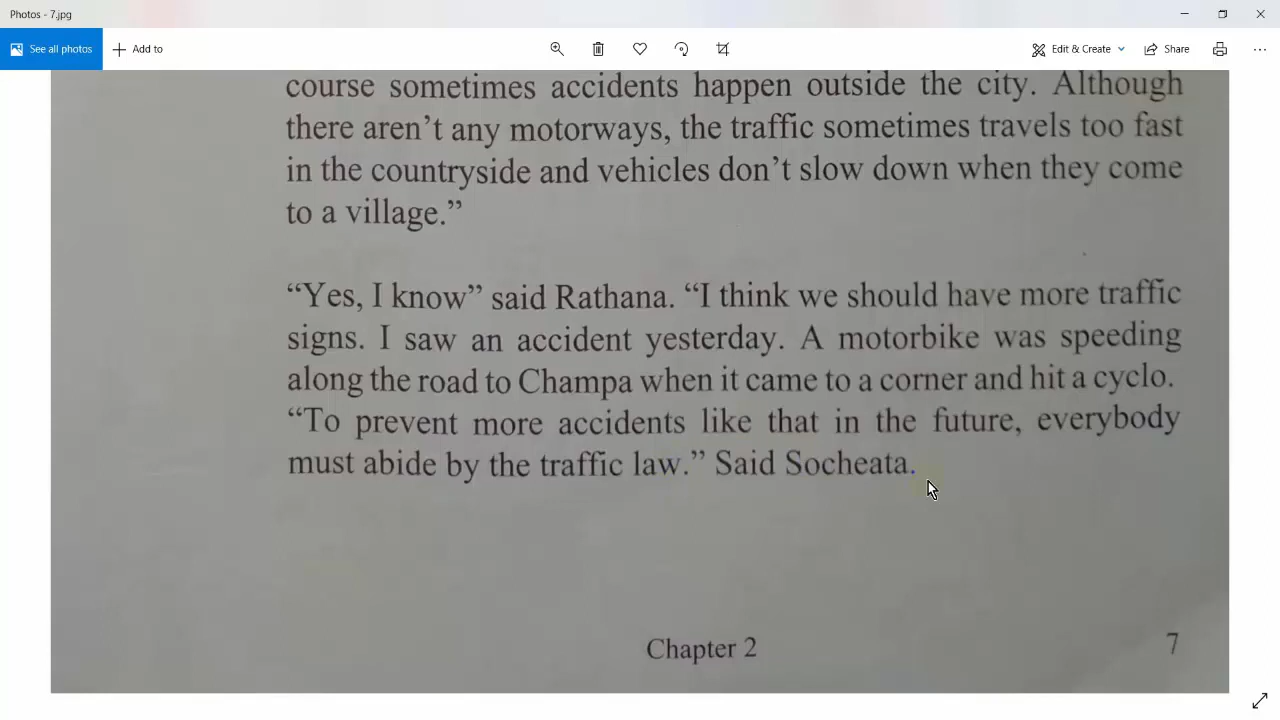 Photos - 7.jpg
See all photos
Add to
Edit & Create
Share
course sometimes accidents happen outside the city. Although
there aren't any motorways, the traffic sometimes travels too fast
in the countryside and vehicles don't slow down when they come
to a village.”
“Yes, I know” said Rathana. “I think we should have more traffic
signs. I saw an accident yesterday. A motorbike was speeding
along the road to Champa when it came to a corner and hit a cyclo.
“To prevent more accidents like that in the future, everybody
must abide by the traffic law.” Said Socheata.
Chapter 2
7